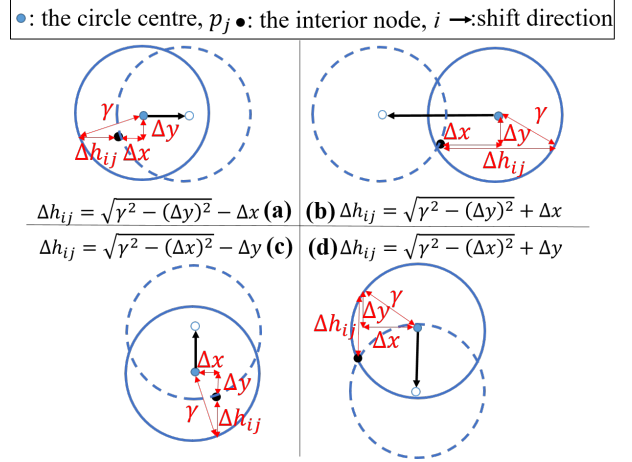 : the circle centre, p_j : the interior node, i :shift direction
γ
Δy
Δh_ij Δx
Δh_ij = √(γ² − (Δy)²) − Δx (a)
γ
Δx
Δy
Δh_ij
(b) Δh_ij = √(γ² − (Δy)²) + Δx
Δh_ij = √(γ² − (Δx)²) − Δy (c)
Δx
Δy
γ
Δh_ij
(d) Δh_ij = √(γ² − (Δx)²) + Δy
γ
Δy
Δh_ij
Δx